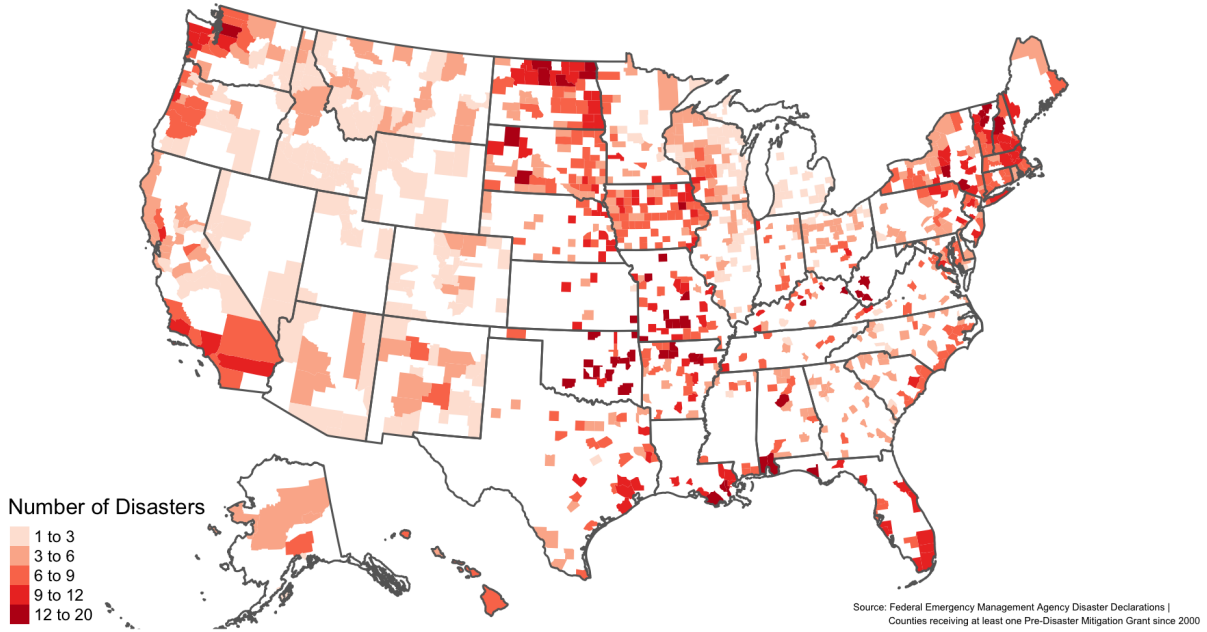 Number of Disasters
1 to 3
3 to 6
6 to 9
9 to 12
12 to 20
Source: Federal Emergency Management Agency Disaster Declarations |
Counties receiving at least one Pre-Disaster Mitigation Grant since 2000